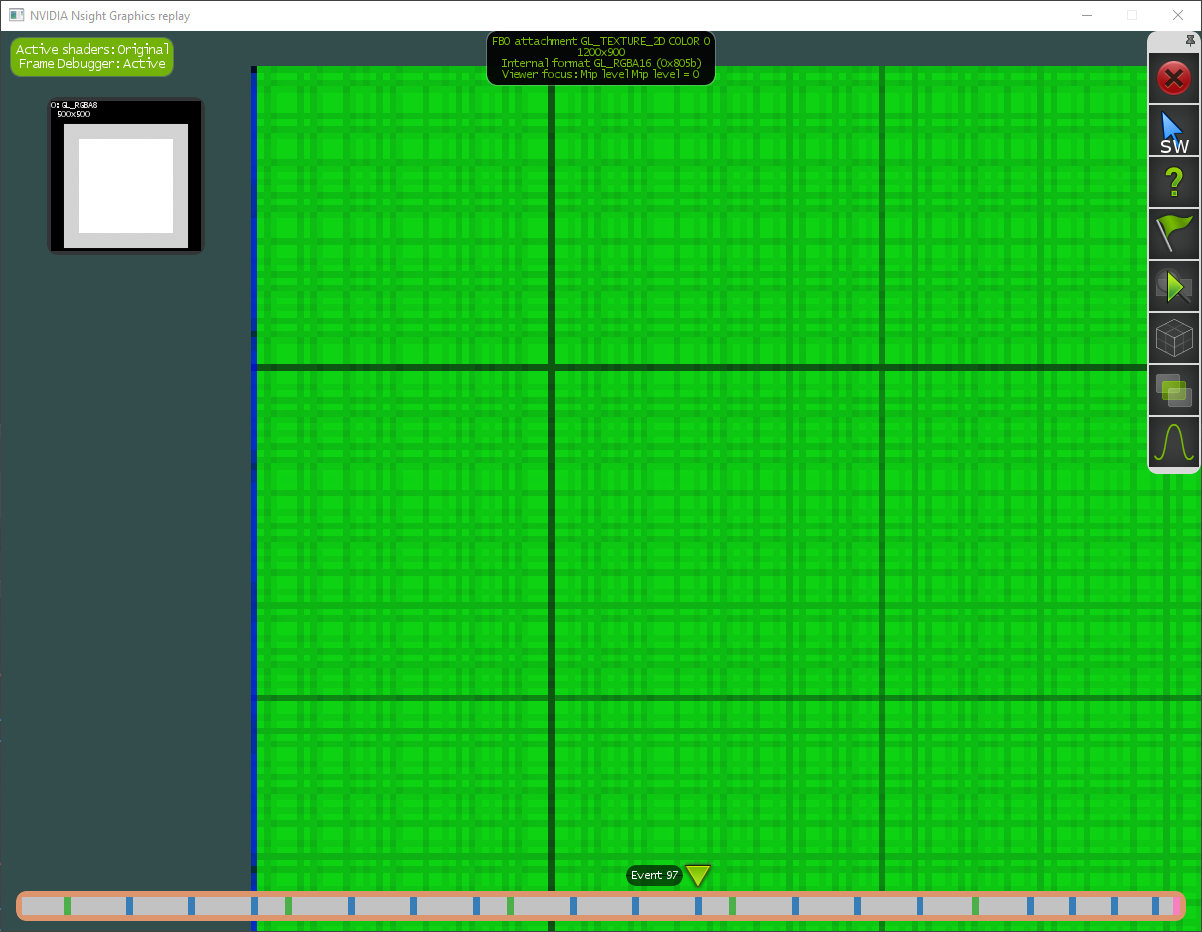 NVIDIA Nsight Graphics replay
Active shaders: Original
Frame Debugger: Active
FBO attachment GL_TEXTURE_2D COLOR 0
1200x900
Internal format GL_RGBA16 (0x805b)
Viewer focus: Mip level Mip level = 0
0: GL_RGBA8
500x500
SW
?
Event 97